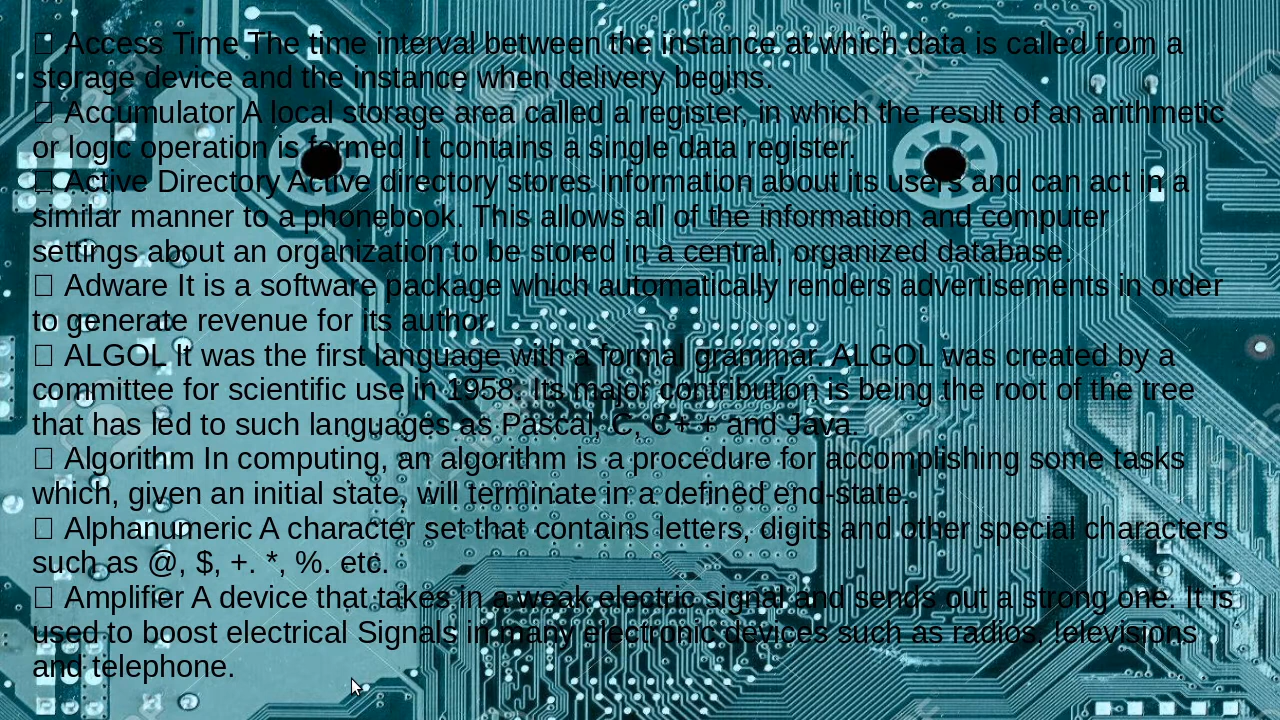 ▯ Access Time The time interval between the instance at which data is called from a
storage device and the instance when delivery begins.
▯ Accumulator A local storage area called a register, in which the result of an arithmetic
or logic operation is formed It contains a single data register.
▯ Active Directory Active directory stores information about its users and can act in a
similar manner to a phonebook. This allows all of the information and computer
settings about an organization to be stored in a central, organized database.
▯ Adware It is a software package which automatically renders advertisements in order
to generate revenue for its author.
▯ ALGOL It was the first language with a formal grammar. ALGOL was created by a
committee for scientific use in 1958. Its major contribution is being the root of the tree
that has led to such languages as Pascal, C, C+ + and Java.
▯ Algorithm In computing, an algorithm is a procedure for accomplishing some tasks
which, given an initial state, will terminate in a defined end-state.
▯ Alphanumeric A character set that contains letters, digits and other special characters
such as @, $, +. *, %. etc.
▯ Amplifier A device that takes in a weak electric signal and sends out a strong one. It is
used to boost electrical Signals in many electronic devices such as radios, !elevisions
and telephone.